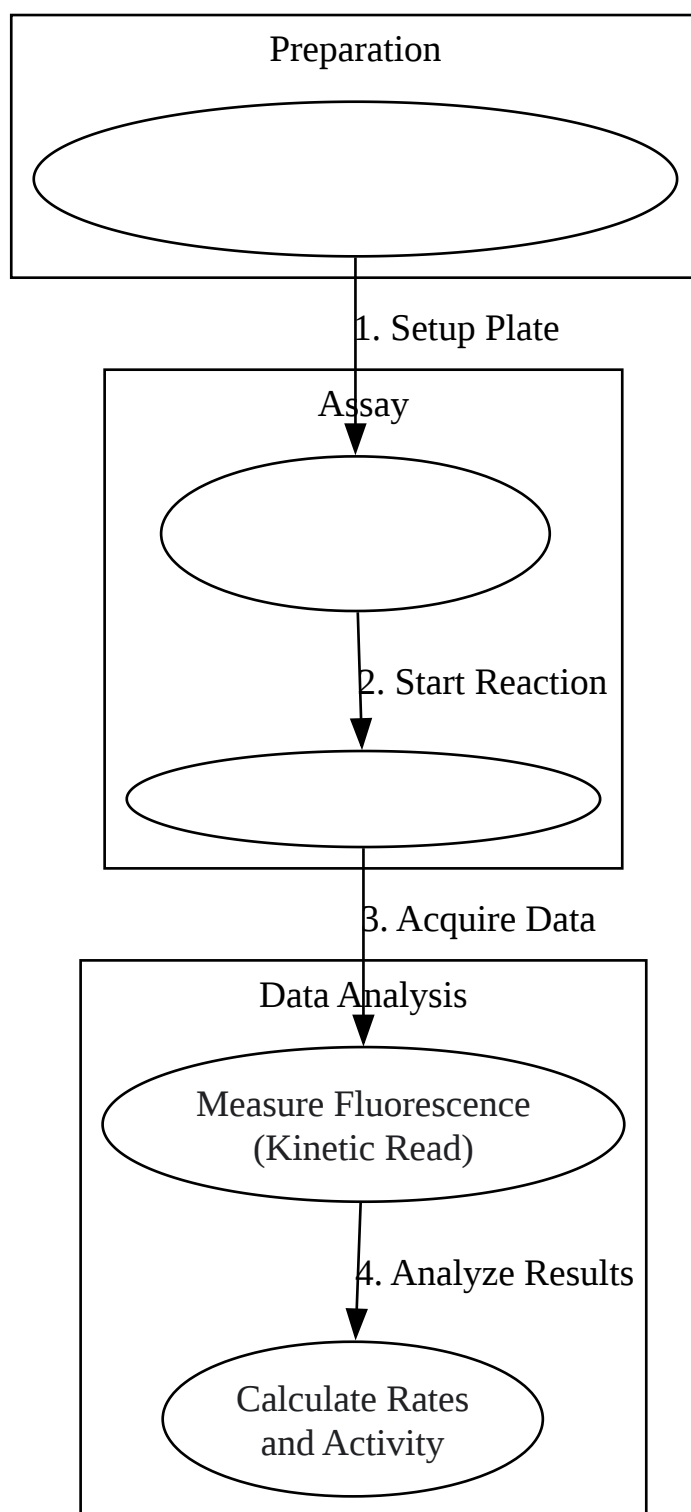 Preparation
1. Setup Plate
Assay
2. Start Reaction
3. Acquire Data
Data Analysis
Measure Fluorescence
(Kinetic Read)
4. Analyze Results
Calculate Rates
and Activity